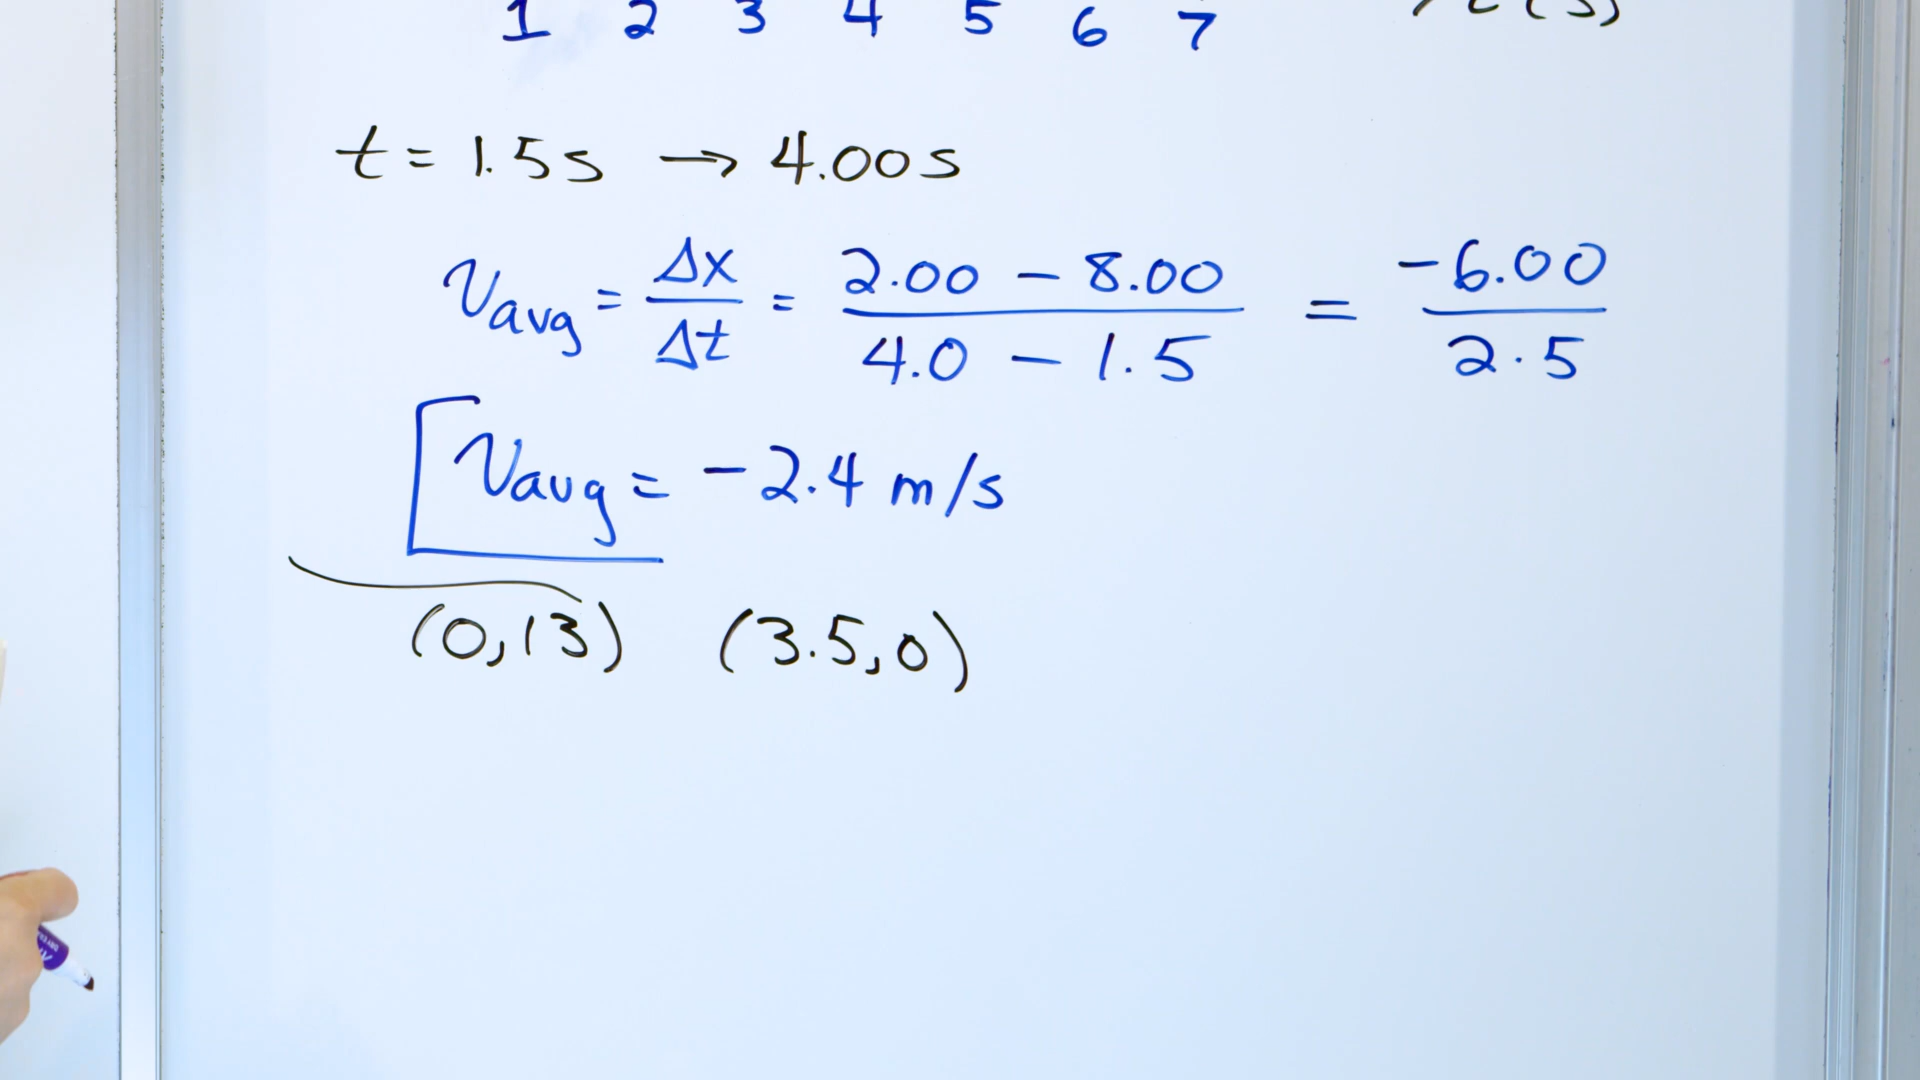 1 2 3 4 5 6 7 t(s)
t = 1.5s → 4.00s
Vavg = Δx/Δt = (2.00 - 8.00)/(4.0 - 1.5) = -6.00/2.5
Vavg = -2.4 m/s
(0,13) (3.5,0)